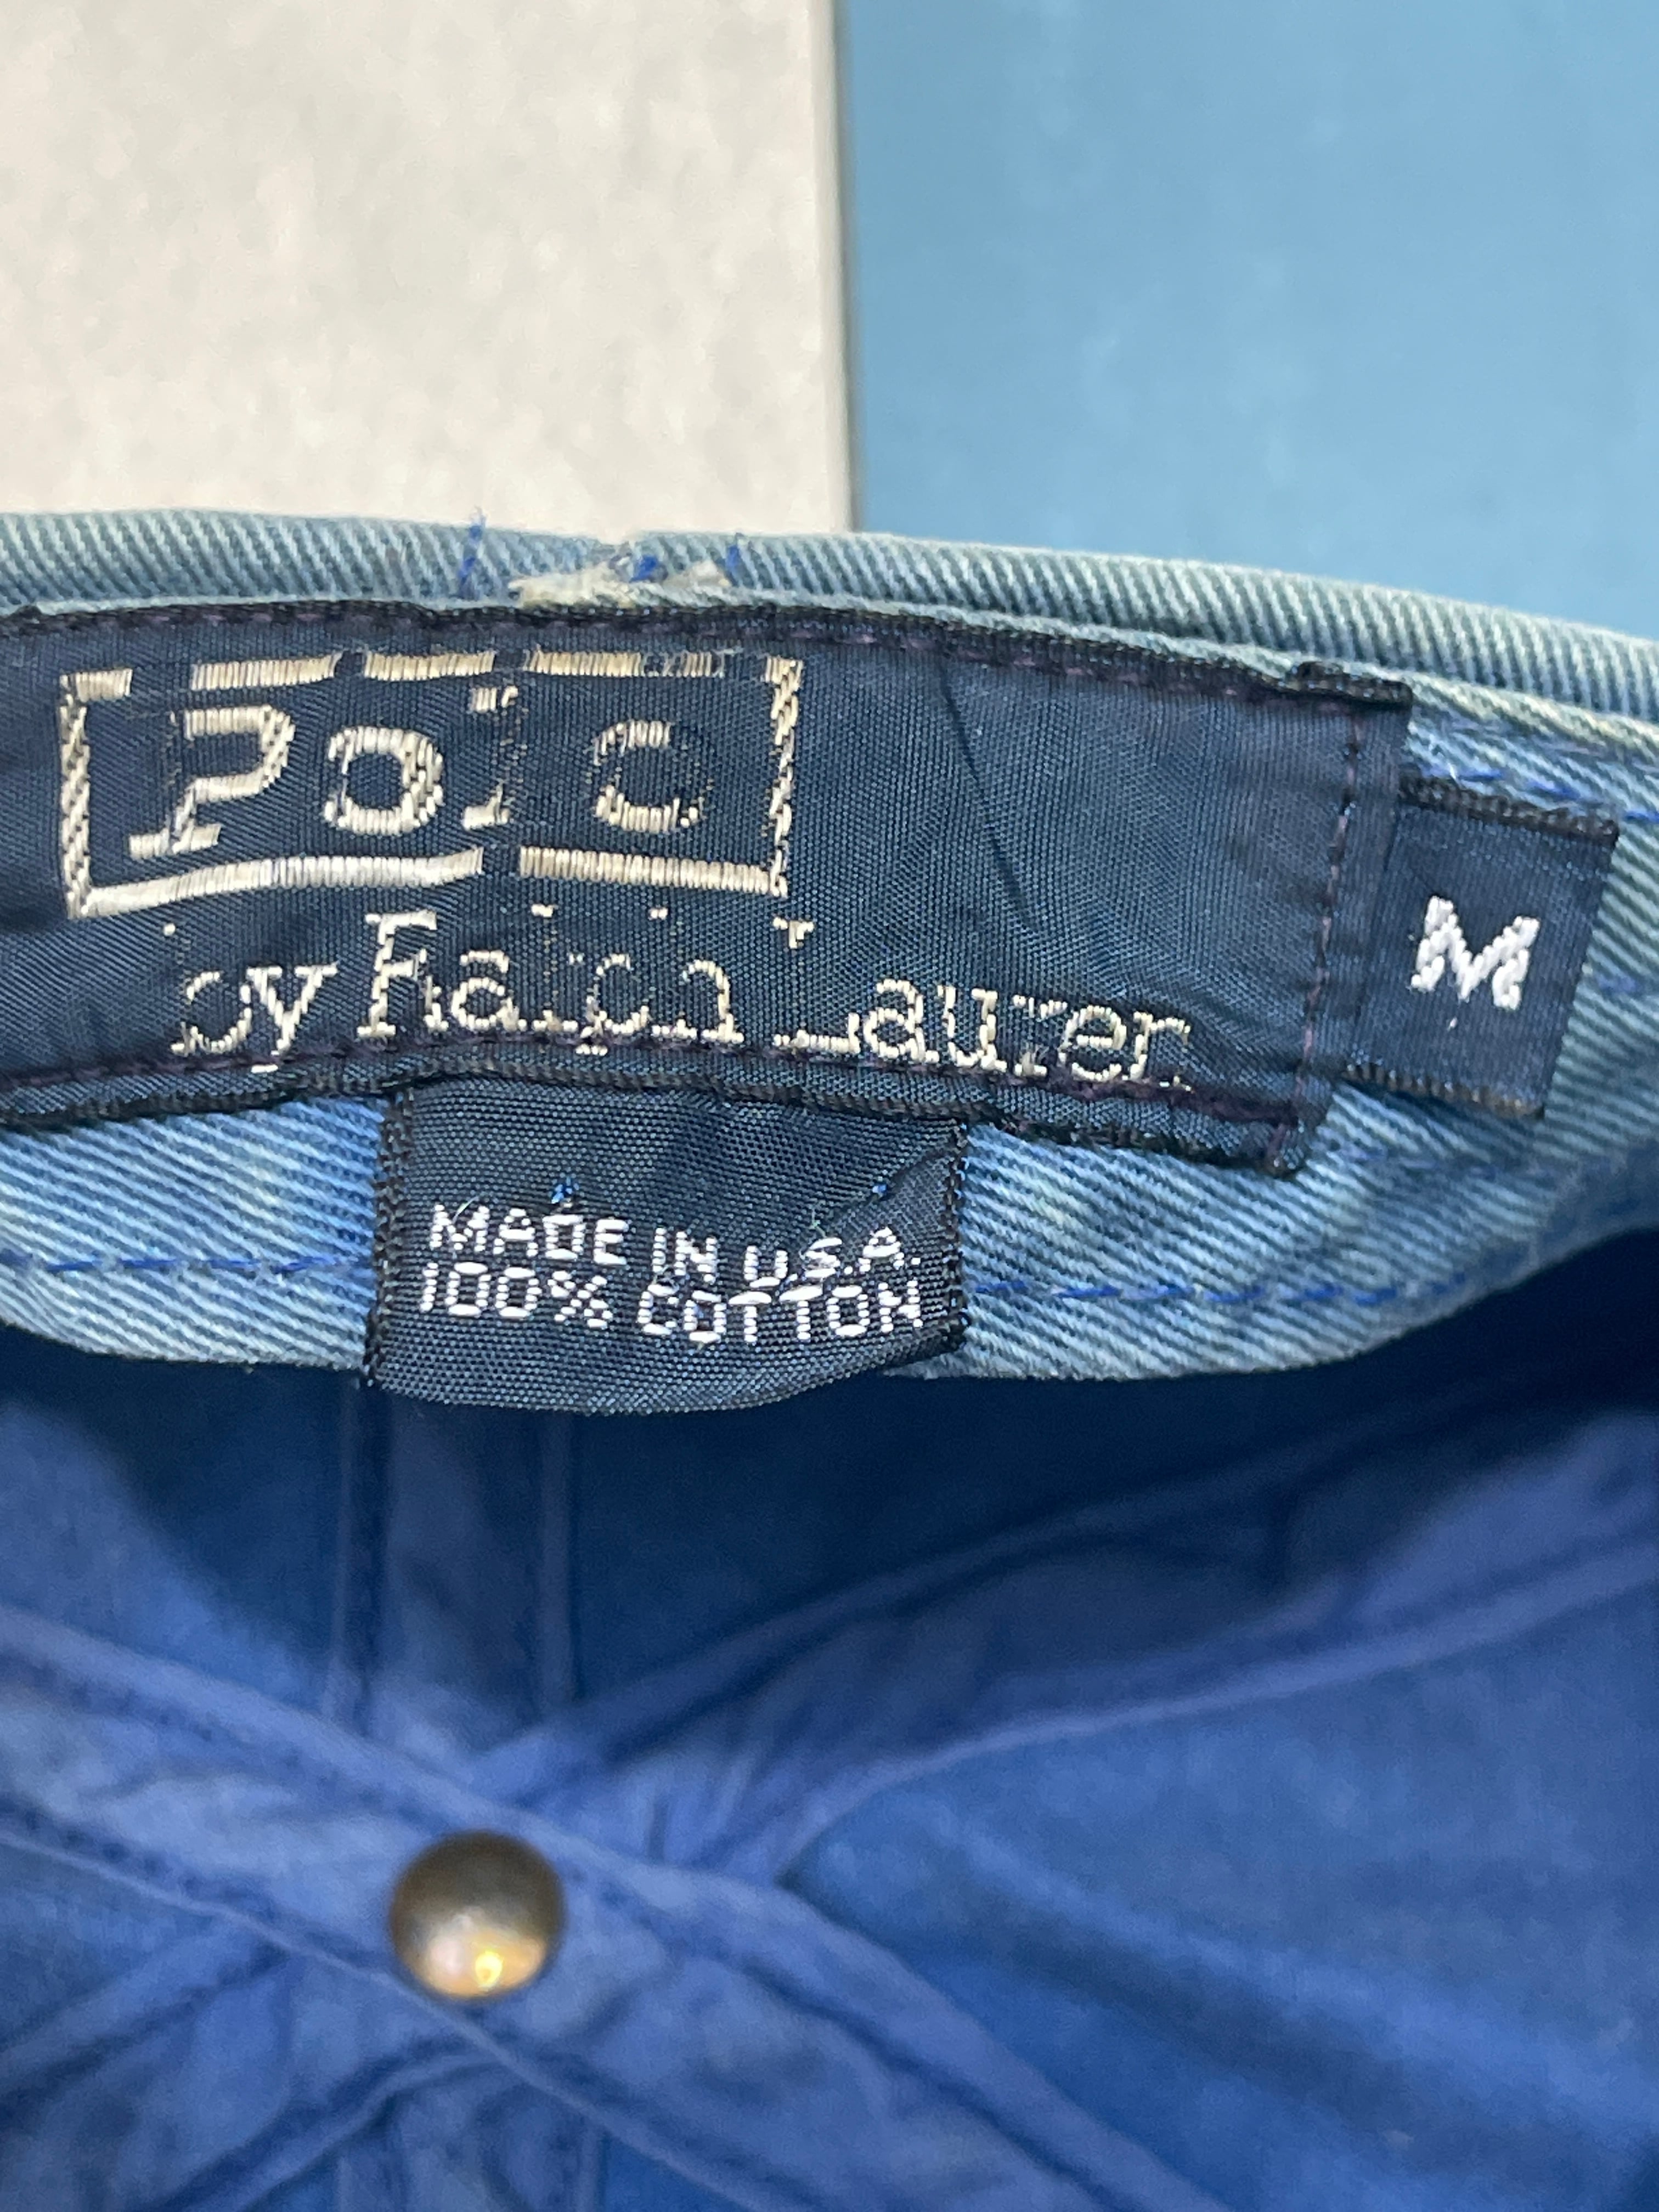 Polo
by Ralph Lauren
M
MADE IN U.S.A.
100% COTTON